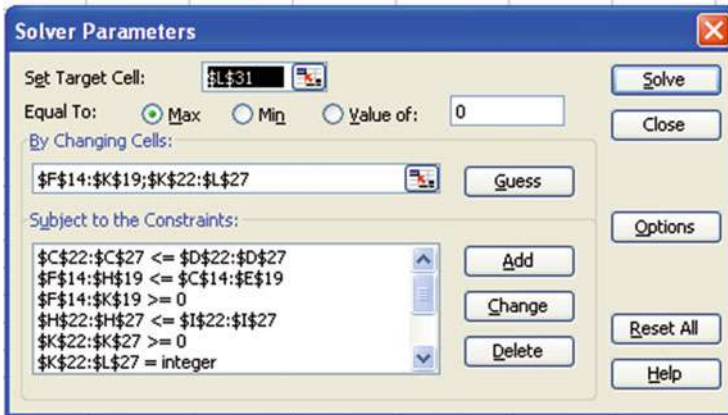 Solver Parameters
Set Target Cell: $L$31 Solve
Equal To: Max Min Value of: 0 Close
By Changing Cells:
$F$14:$K$19;$K$22:$L$27 Guess
Subject to the Constraints: Options
$C$22:$C$27 <= $D$22:$D$27 Add
$F$14:$H$19 <= $C$14:$E$19
$F$14:$K$19 >= 0 Change
$H$22:$H$27 <= $I$22:$I$27 Reset All
$K$22:$K$27 >= 0 Delete
$K$22:$L$27 = integer Help